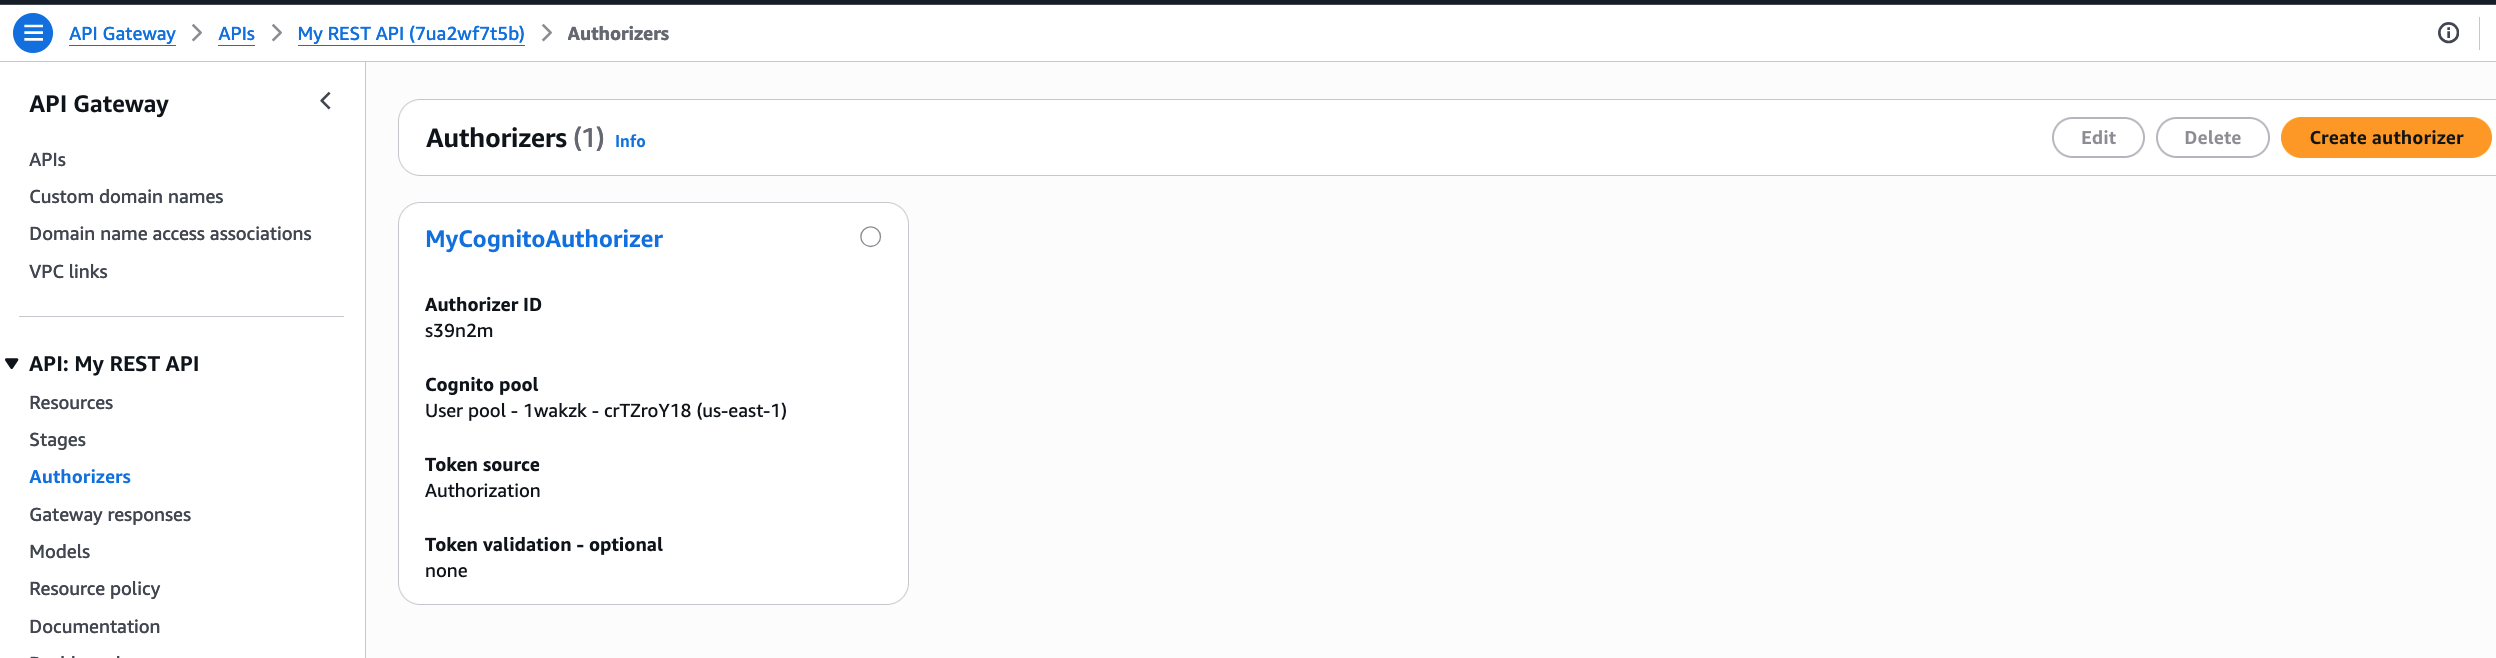 API Gateway > APIs > My REST API (7ua2wf7t5b) > Authorizers
API Gateway
APIs
Custom domain names
Domain name access associations
VPC links
API: My REST API
Resources
Stages
Authorizers
Gateway responses
Models
Resource policy
Documentation
Authorizers (1) Info
Edit Delete Create authorizer
MyCognitoAuthorizer
Authorizer ID
s39n2m
Cognito pool
User pool - 1wakzk - crTZroY18 (us-east-1)
Token source
Authorization
Token validation - optional
none